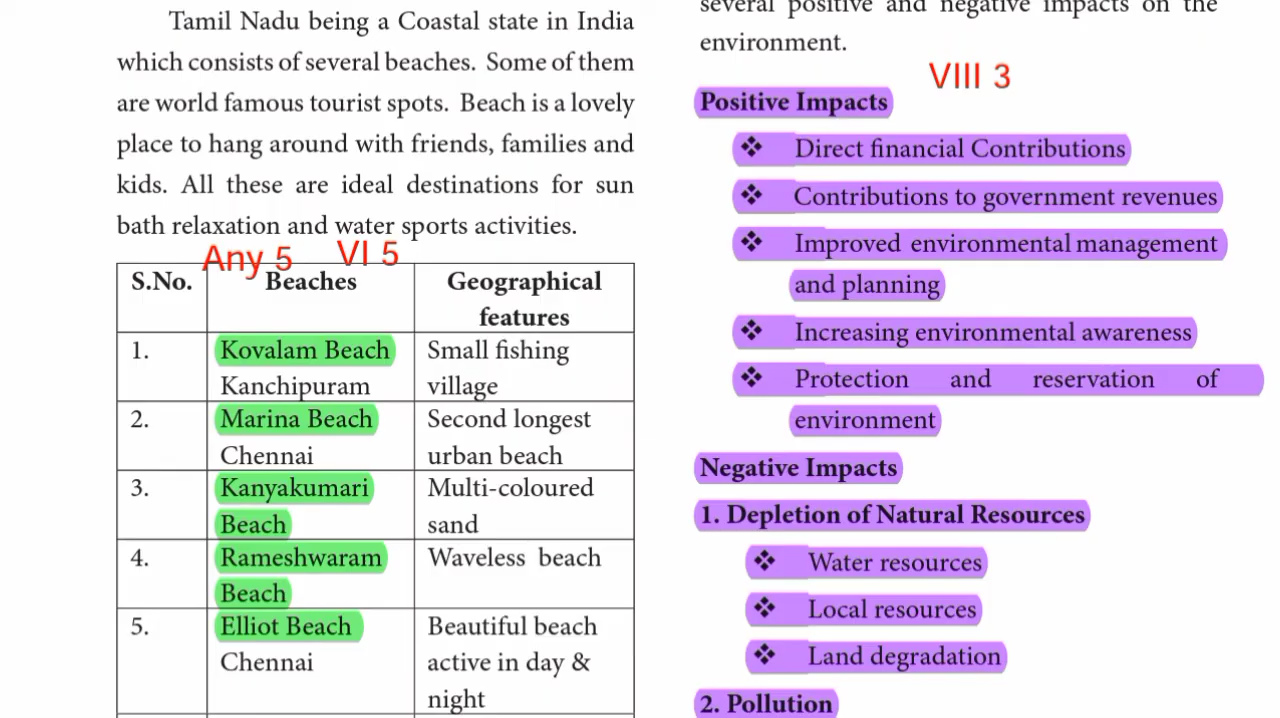 Tamil Nadu being a Coastal state in India
which consists of several beaches. Some of them
are world famous tourist spots. Beach is a lovely
place to hang around with friends, families and
kids. All these are ideal destinations for sun
bath relaxation and water sports activities.
Any 5 VI 5
S.No. Beaches Geographical
features
1. Kovalam Beach Small fishing
Kanchipuram village
2. Marina Beach Second longest
Chennai urban beach
3. Kanyakumari Multi-coloured
Beach sand
4. Rameshwaram Waveless beach
Beach
5. Elliot Beach Beautiful beach
Chennai active in day &
night
several positive and negative impacts on the
environment.
VIII 3
Positive Impacts
❖ Direct financial Contributions
❖ Contributions to government revenues
❖ Improved environmental management
and planning
❖ Increasing environmental awareness
❖ Protection and reservation of
environment
Negative Impacts
1. Depletion of Natural Resources
❖ Water resources
❖ Local resources
❖ Land degradation
2. Pollution